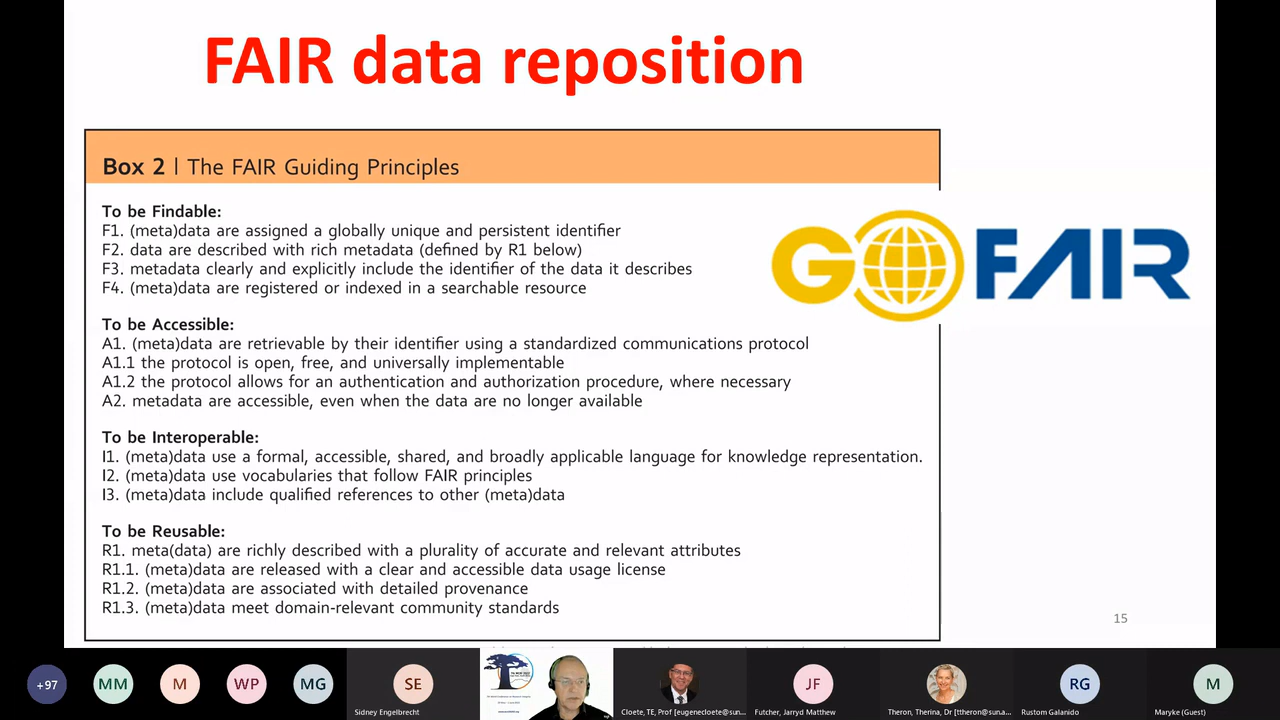 FAIR data reposition
Box 2 | The FAIR Guiding Principles
To be Findable:
F1. (meta)data are assigned a globally unique and persistent identifier
F2. data are described with rich metadata (defined by R1 below)
F3. metadata clearly and explicitly include the identifier of the data it describes
F4. (meta)data are registered or indexed in a searchable resource
GO FAIR
To be Accessible:
A1. (meta)data are retrievable by their identifier using a standardized communications protocol
A1.1 the protocol is open, free, and universally implementable
A1.2 the protocol allows for an authentication and authorization procedure, where necessary
A2. metadata are accessible, even when the data are no longer available
To be Interoperable:
I1. (meta)data use a formal, accessible, shared, and broadly applicable language for knowledge representation.
I2. (meta)data use vocabularies that follow FAIR principles
I3. (meta)data include qualified references to other (meta)data
To be Reusable:
R1. meta(data) are richly described with a plurality of accurate and relevant attributes
R1.1. (meta)data are released with a clear and accessible data usage license
R1.2. (meta)data are associated with detailed provenance
R1.3. (meta)data meet domain-relevant community standards
15
+97 MM M WP MG SE JF RG M
Sidney Engelbrecht
Cloete, TE, Prof [eugenecloete@sun...
Futcher, Jarryd Matthew
Theron, Therina, Dr [ttheron@sun.a...
Rustom Galanido
Maryke (Guest)